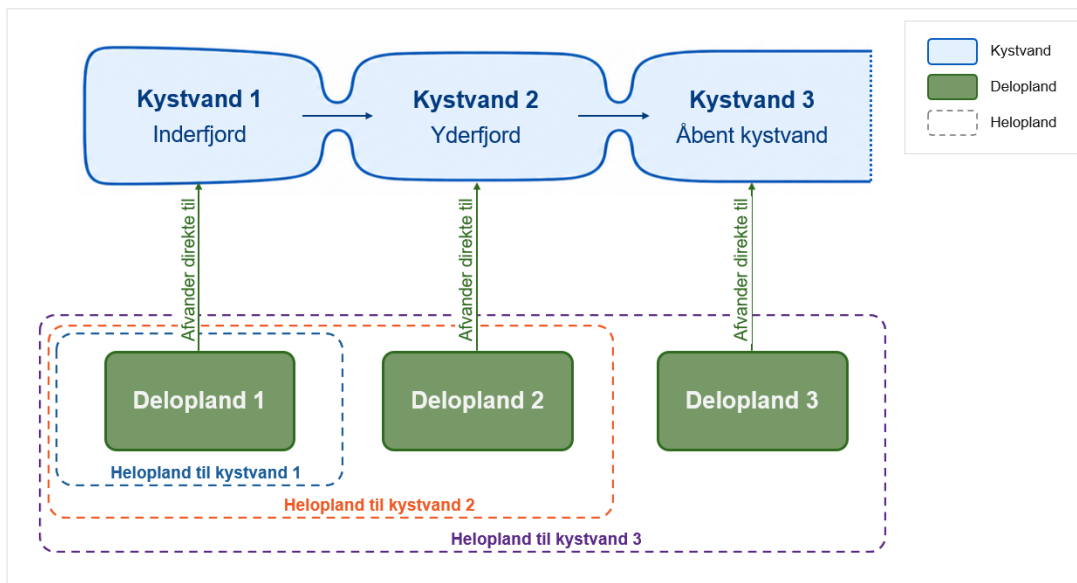 Kystvand 1
Inderfjord
Kystvand 2
Yderfjord
Kystvand 3
Åbent kystvand
Kystvand
Delopland
Helopland
Afvander direkte til
Afvander direkte til
Afvander direkte til
Delopland 1
Delopland 2
Delopland 3
Helopland til kystvand 1
Helopland til kystvand 2
Helopland til kystvand 3